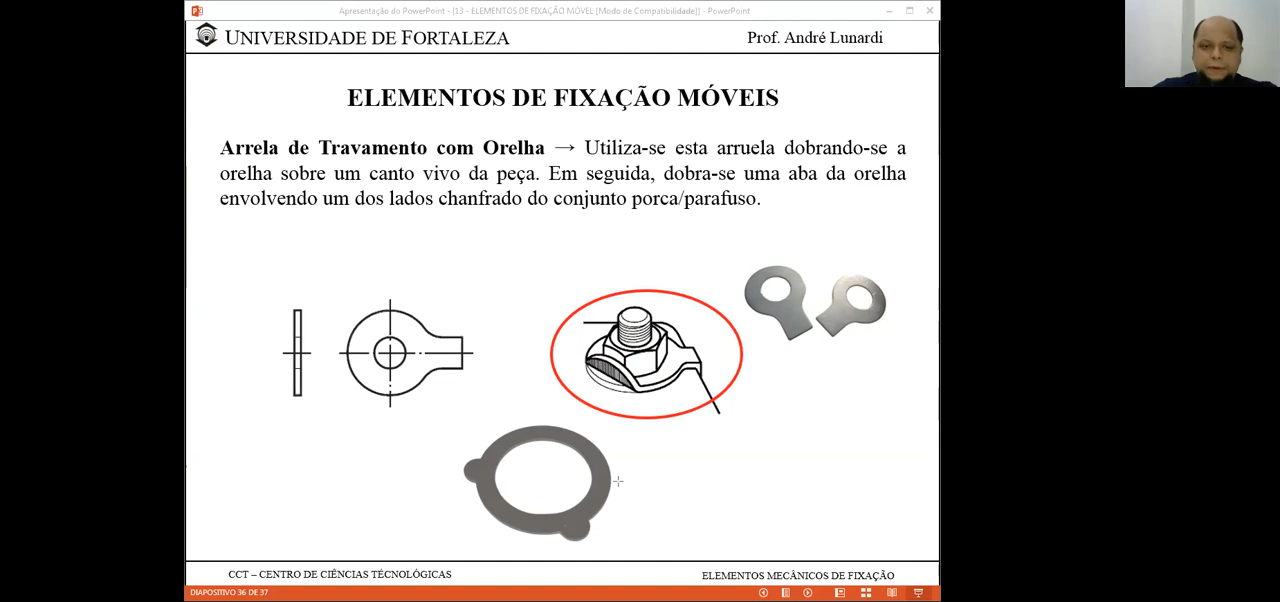 Apresentação do PowerPoint - [13 - ELEMENTOS DE FIXAÇÃO MÓVEL [Modo de Compatibilidade]] - PowerPoint
UNIVERSIDADE DE FORTALEZA
Prof. André Lunardi
ELEMENTOS DE FIXAÇÃO MÓVEIS
Arrela de Travamento com Orelha → Utiliza-se esta arruela dobrando-se a
orelha sobre um canto vivo da peça. Em seguida, dobra-se uma aba da orelha
envolvendo um dos lados chanfrado do conjunto porca/parafuso.
CCT – CENTRO DE CIÊNCIAS TÉCNOLÓGICAS
ELEMENTOS MECÂNICOS DE FIXAÇÃO
DIAPOSITIVO 36 DE 37